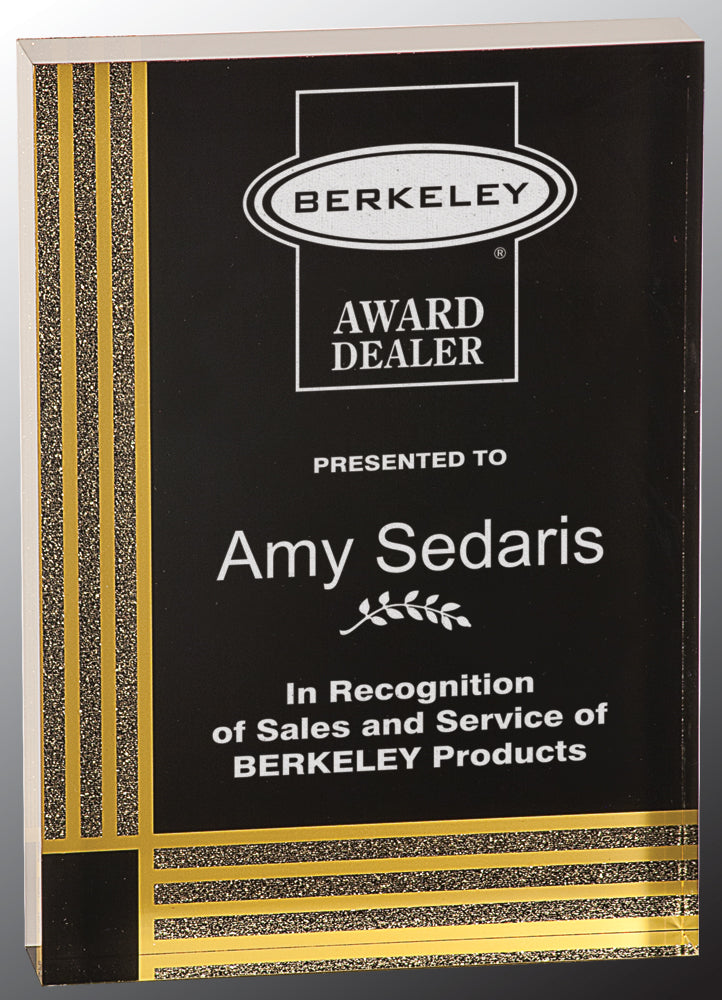 BERKELEY
®
AWARD
DEALER
PRESENTED TO
Amy Sedaris
In Recognition
of Sales and Service of
BERKELEY Products